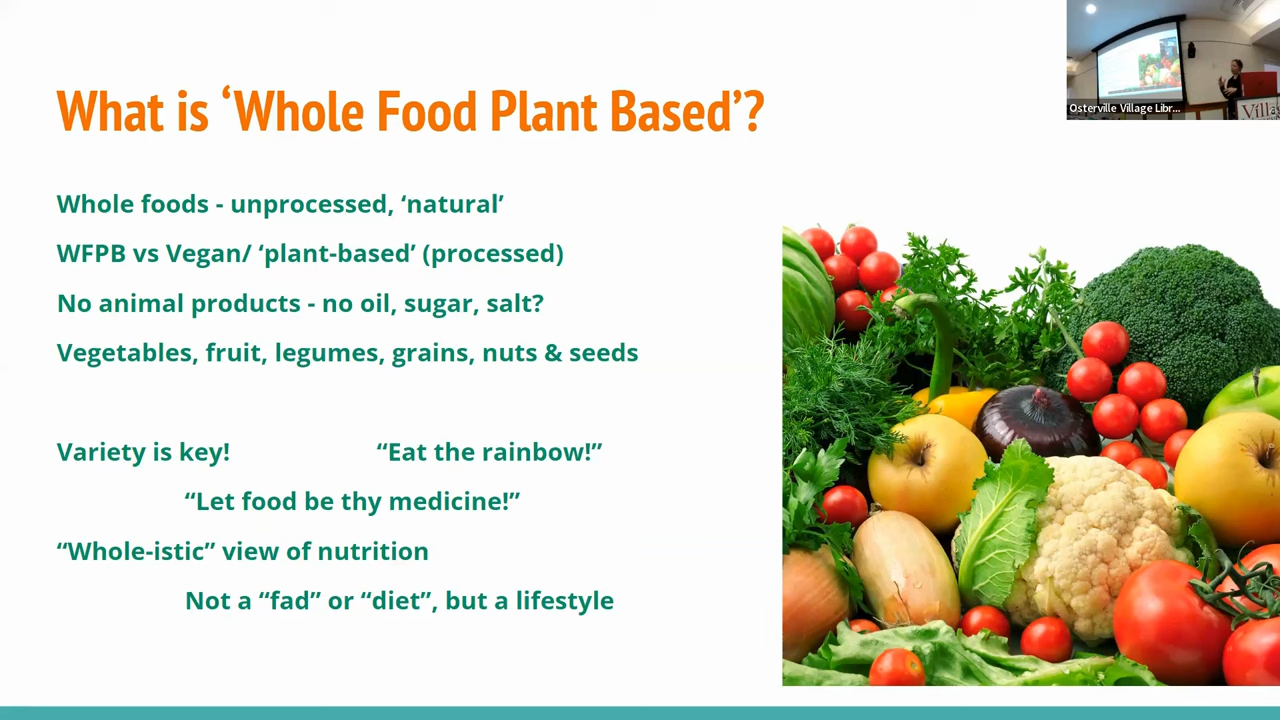 What is ‘Whole Food Plant Based’?
Osterville Village Libr...
Villag
Whole foods - unprocessed, ‘natural’
WFPB vs Vegan/ ‘plant-based’ (processed)
No animal products - no oil, sugar, salt?
Vegetables, fruit, legumes, grains, nuts & seeds
Variety is key! “Eat the rainbow!”
“Let food be thy medicine!”
“Whole-istic” view of nutrition
Not a “fad” or “diet”, but a lifestyle